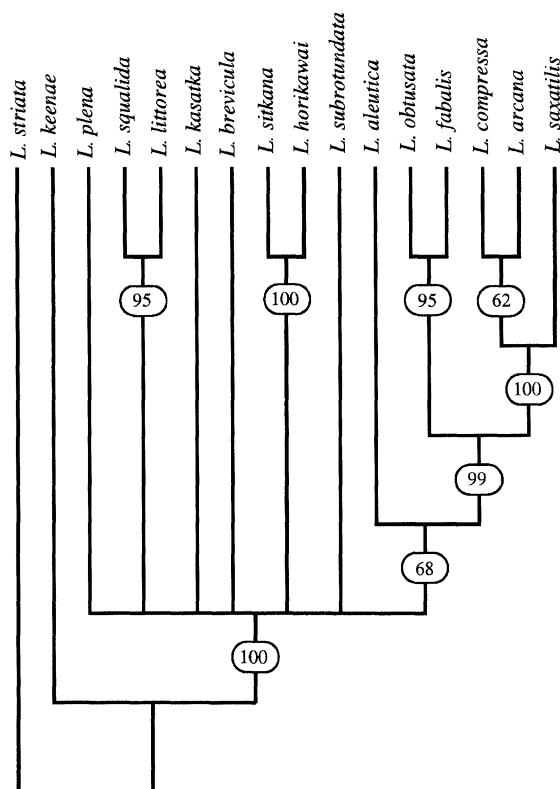 L. striata
L. keenae
L. plena
L. squalida
L. littorea
L. kasatka
L. brevicula
L. sitkana
L. horikawai
L. subrotundata
L. aleutica
L. obtusata
L. fabalis
L. compressa
L. arcana
L. saxatilis
95
100
95
62
100
99
68
100